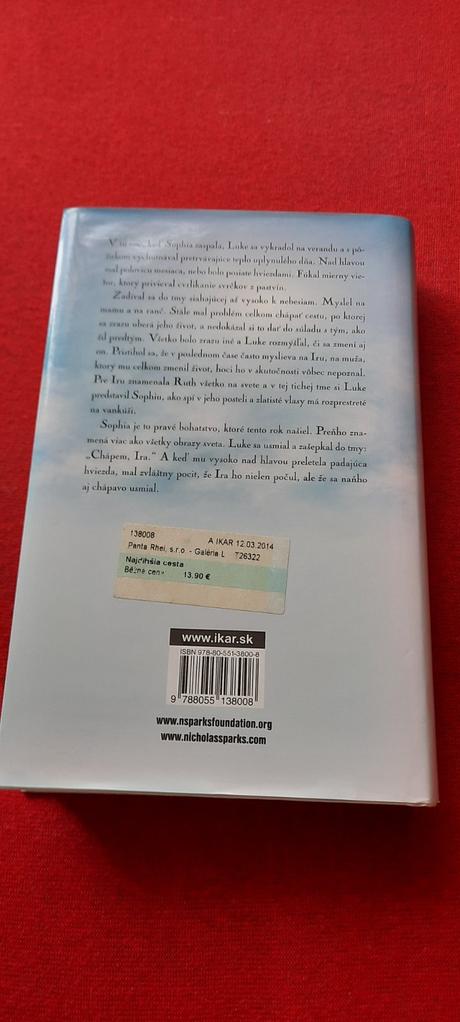 V tú noc, keď Sophia zaspala, Luke sa vykradol na verandu a s pô-
žitkom vychutnával pretrvávajúce teplo uplynulého dňa. Nad hlavou
mal polovicu mesiaca, nebo bolo posiate hviezdami. Fúkal mierny vie-
tor, ktorý privieval cvrlikanie svrčkov z pastvín.
Zadíval sa do tmy siahajúcej až vysoko k nebesiam. Myslel na
mamu a na ranč. Stále mal problém celkom chápať cestu, po ktorej
sa zrazu uberá jeho život, a nedokázal si to dať do súladu s tým, ako
žil predtým. Všetko bolo zrazu iné a Luke rozmýšľal, či sa zmení aj
on. Pristihol sa, že v poslednom čase často myslieva na Iru, na muža,
ktorý mu celkom zmenil život, hoci ho v skutočnosti vôbec nepoznal.
Pre Iru znamenala Ruth všetko na svete a v tej tichej tme si Luke
predstavil Sophiu, ako spí v jeho posteli a zlatisté vlasy má rozprestreté
na vankúši.
Sophia je to pravé bohatstvo, ktoré tento rok našiel. Preňho zna-
mená viac ako všetky obrazy sveta. Luke sa usmial a zašepkal do tmy:
„Chápem, Ira.“ A keď mu vysoko nad hlavou preletela padajúca
hviezda, mal zvláštny pocit, že Ira ho nielen počul, ale že sa naňho
aj chápavo usmial.
138008 A IKAR 12.03.2014
Panta Rhei, s.r.o. - Galéria L 726322
Najdlhšia cesta
Bežná cena 13.90 €
www.ikar.sk
ISBN 978-80-551-3800-8
9 788055 138008
www.nsparksfoundation.org
www.nicholassparks.com